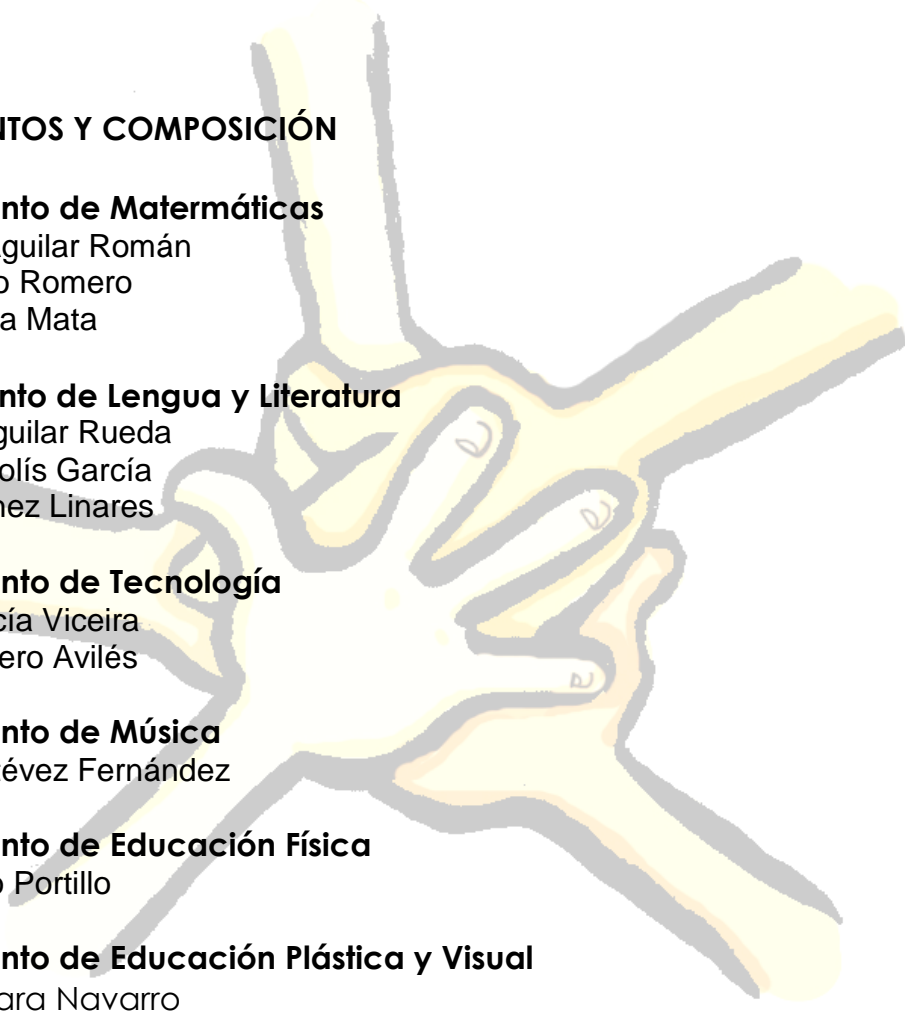 NTOS Y COMPOSICIÓN
nto de Matermáticas
Aguilar Román
o Romero
a Mata
nto de Lengua y Literatura
guilar Rueda
olís García
nez Linares
nto de Tecnología
cía Viceira
ero Avilés
nto de Música
tévez Fernández
nto de Educación Física
o Portillo
nto de Educación Plástica y Visual
ara Navarro